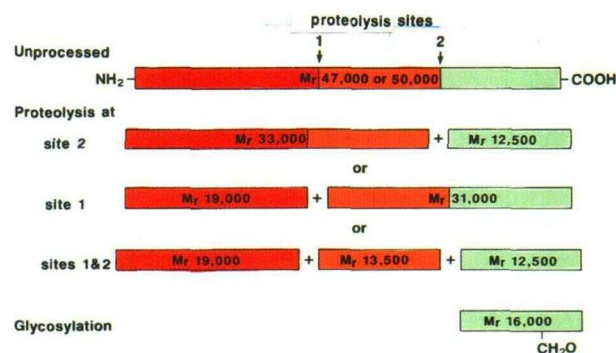 proteolysis sites
1 2
Unprocessed
NH₂ Mr 47,000 or 50,000 COOH
Proteolysis at
site 2 Mr 33,000 + Mr 12,500
or
site 1 Mr 19,000 + Mr 31,000
or
sites 1&2 Mr 19,000 + Mr 13,500 + Mr 12,500
Glycosylation Mr 16,000
CH₂O